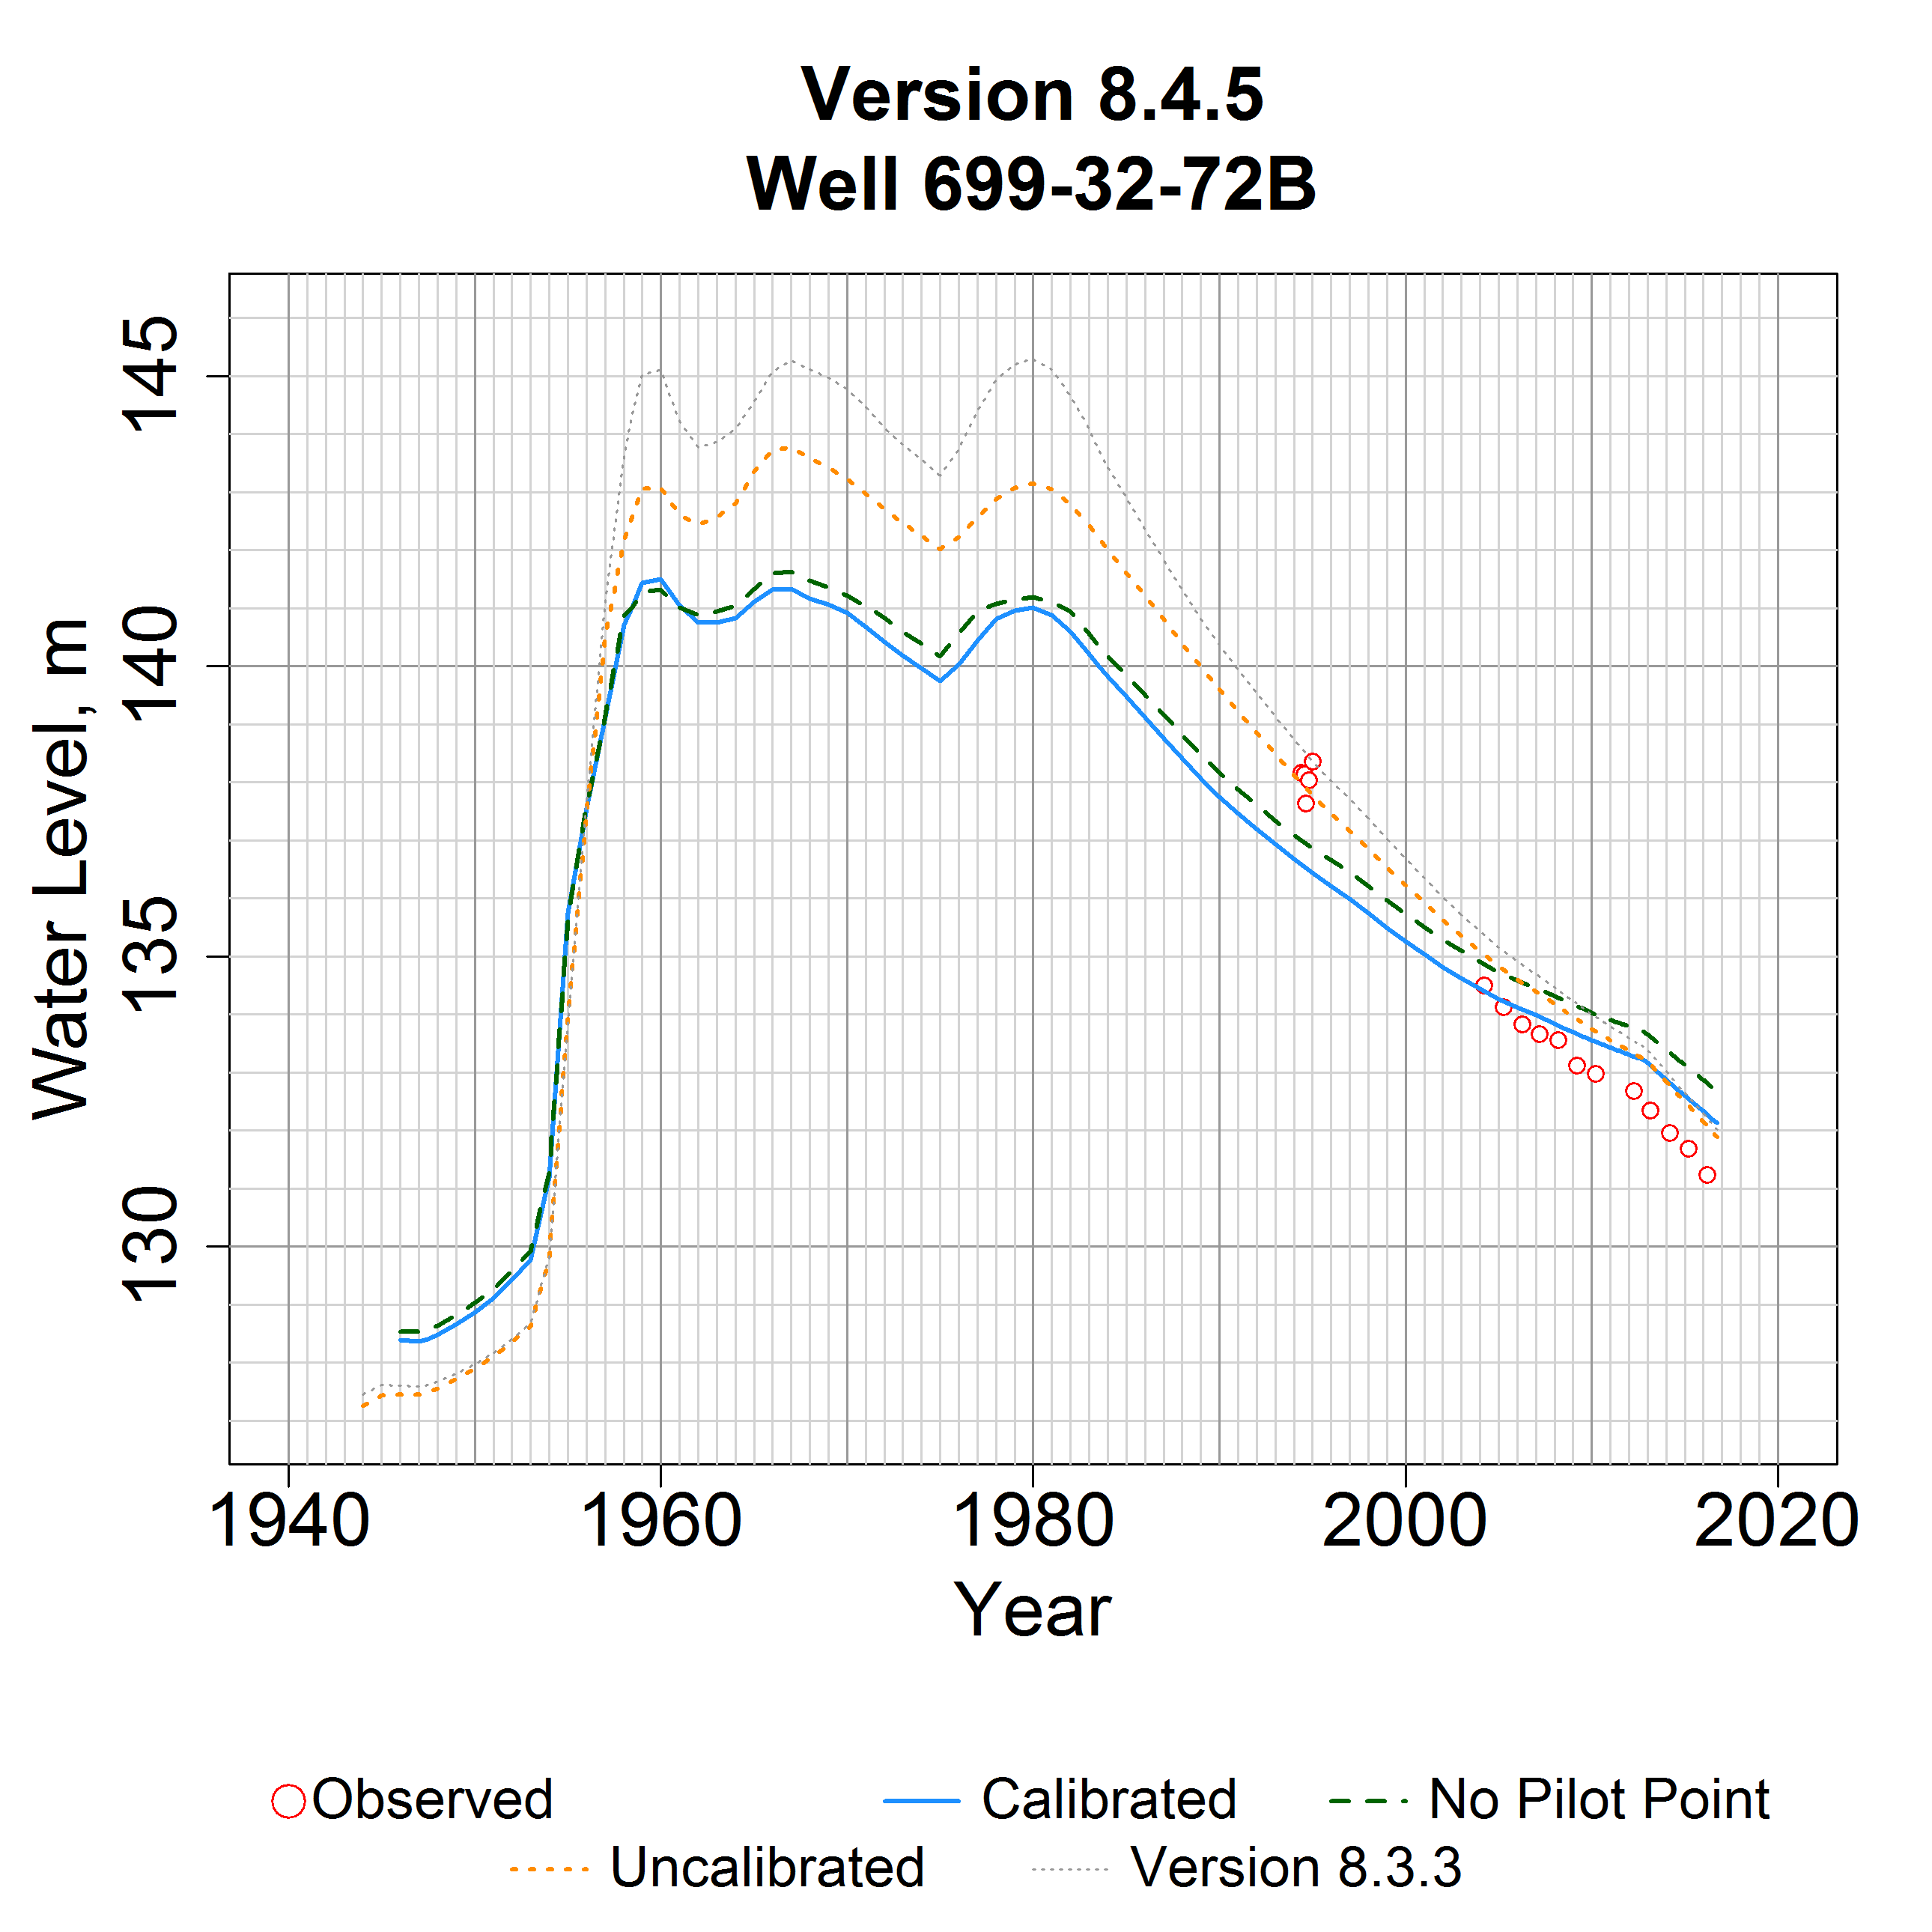 Version 8.4.5
Well 699-32-72B
Water Level, m
145
140
135
130
1940 1960 1980 2000 2020
Year
Observed Calibrated No Pilot Point
Uncalibrated Version 8.3.3